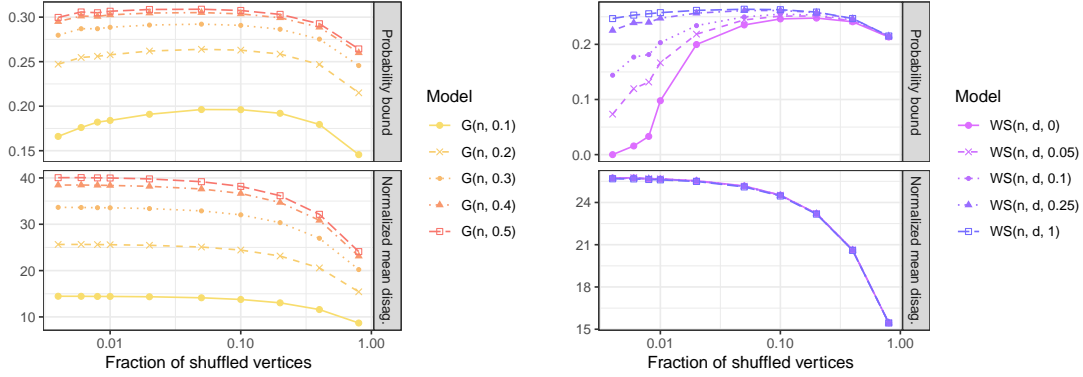 0.30
0.25
0.20
0.15
Probability bound
40
30
20
10
Normalized mean disag.
0.01
0.10
1.00
Fraction of shuffled vertices
Model
G(n, 0.1)
G(n, 0.2)
G(n, 0.3)
G(n, 0.4)
G(n, 0.5)
0.2
0.1
0.0
Probability bound
24
21
18
15
Normalized mean disag.
0.01
0.10
1.00
Fraction of shuffled vertices
Model
WS(n, d, 0)
WS(n, d, 0.05)
WS(n, d, 0.1)
WS(n, d, 0.25)
WS(n, d, 1)